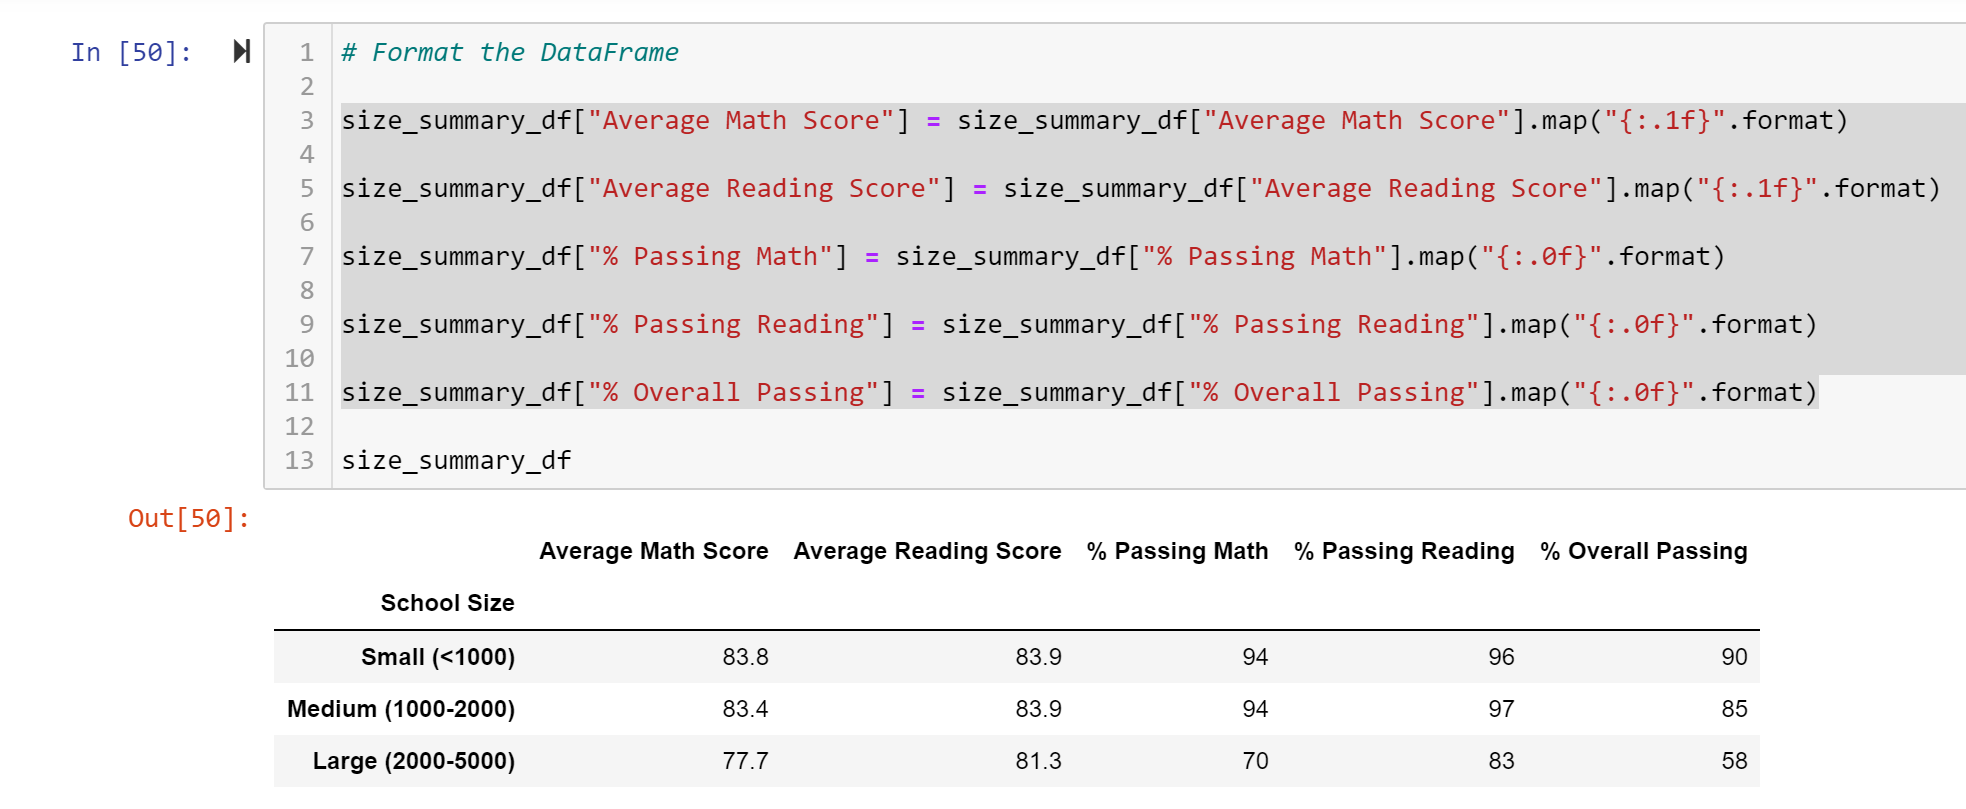 In [50]:
1 # Format the DataFrame
2
3 size_summary_df["Average Math Score"] = size_summary_df["Average Math Score"].map("{:.1f}".format)
4
5 size_summary_df["Average Reading Score"] = size_summary_df["Average Reading Score"].map("{:.1f}".format)
6
7 size_summary_df["% Passing Math"] = size_summary_df["% Passing Math"].map("{:.0f}".format)
8
9 size_summary_df["% Passing Reading"] = size_summary_df["% Passing Reading"].map("{:.0f}".format)
10
11 size_summary_df["% Overall Passing"] = size_summary_df["% Overall Passing"].map("{:.0f}".format)
12
13 size_summary_df
Out[50]:
Average Math Score Average Reading Score % Passing Math % Passing Reading % Overall Passing
School Size
Small (<1000) 83.8 83.9 94 96 90
Medium (1000-2000) 83.4 83.9 94 97 85
Large (2000-5000) 77.7 81.3 70 83 58